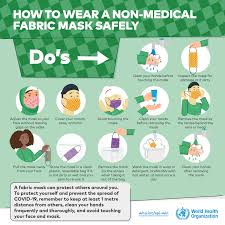 HOW TO WEAR A NON-MEDICAL
FABRIC MASK SAFELY
Do's
Clean your hands before
touching the mask
Inspect the mask for
damage or if dirty
Adjust the mask to your
face without leaving
gaps on the sides
Cover your mouth,
nose, and chin
Avoid touching the
mask
Clean your hands before
removing the mask
Remove the mask by
the straps behind the
ears or head
Pull the mask away
from your face
Store the mask in a clean
plastic, resealable bag if it
is not dirty or wet and you
plan to re-use it
Remove the mask
by the straps when
taking it out of the bag
Wash the mask in soap or
detergent, preferably with
hot water, at least once
a day
Clean your hands
after removing the mask
A fabric mask can protect others around you.
To protect yourself and prevent the spread of
COVID-19, remember to keep at least 1 metre
distance from others, clean your hands
frequently and thoroughly, and avoid touching
your face and mask.
World Health
Organization